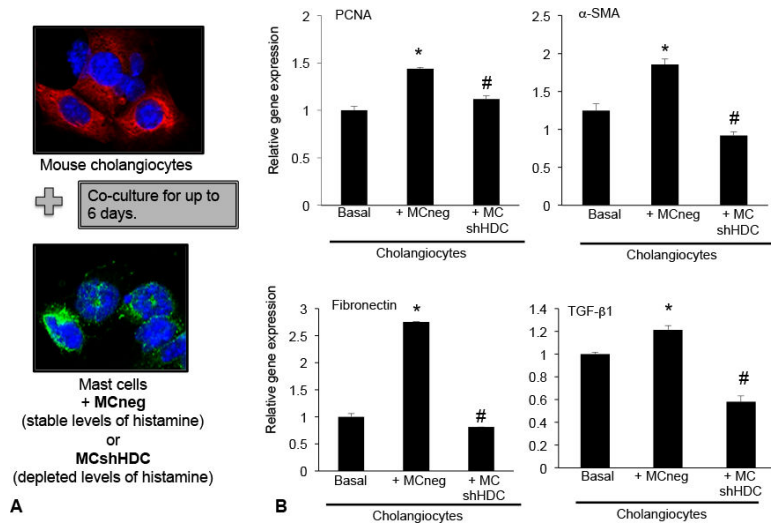 Mouse cholangiocytes
Co-culture for up to
6 days.
Mast cells
+ MCneg
(stable levels of histamine)
or
MCshHDC
(depleted levels of histamine)
A
PCNA
Relative gene expression
2
1.5
1
0.5
0
*
#
Basal
+ MCneg
+ MC
shHDC
Cholangiocytes
α-SMA
2.5
2
1.5
1
0.5
0
*
#
Basal
+ MCneg
+ MC
shHDC
Cholangiocytes
Fibronectin
Relative gene expression
3
2.5
2
1.5
1
0.5
0
*
#
Basal
+ MCneg
+ MC
shHDC
Cholangiocytes
TGF-β1
1.4
1.2
1
0.8
0.6
0.4
0.2
0
*
#
Basal
+ MCneg
+ MC
shHDC
Cholangiocytes
B